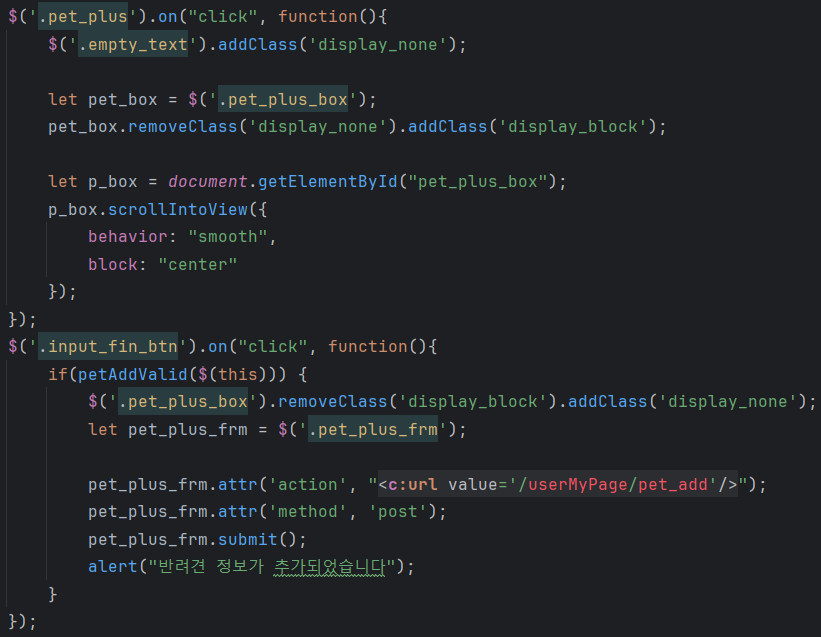 $('.pet_plus').on("click", function(){
    $('.empty_text').addClass('display_none');

    let pet_box = $('.pet_plus_box');
    pet_box.removeClass('display_none').addClass('display_block');

    let p_box = document.getElementById("pet_plus_box");
    p_box.scrollIntoView({
        behavior: "smooth",
        block: "center"
    });
});
$('.input_fin_btn').on("click", function(){
    if(petAddValid($(this))) {
        $('.pet_plus_box').removeClass('display_block').addClass('display_none');
        let pet_plus_frm = $('.pet_plus_frm');

        pet_plus_frm.attr('action', "<c:url value='/userMyPage/pet_add'/>");
        pet_plus_frm.attr('method', 'post');
        pet_plus_frm.submit();
        alert("반려견 정보가 추가되었습니다");
    }
});